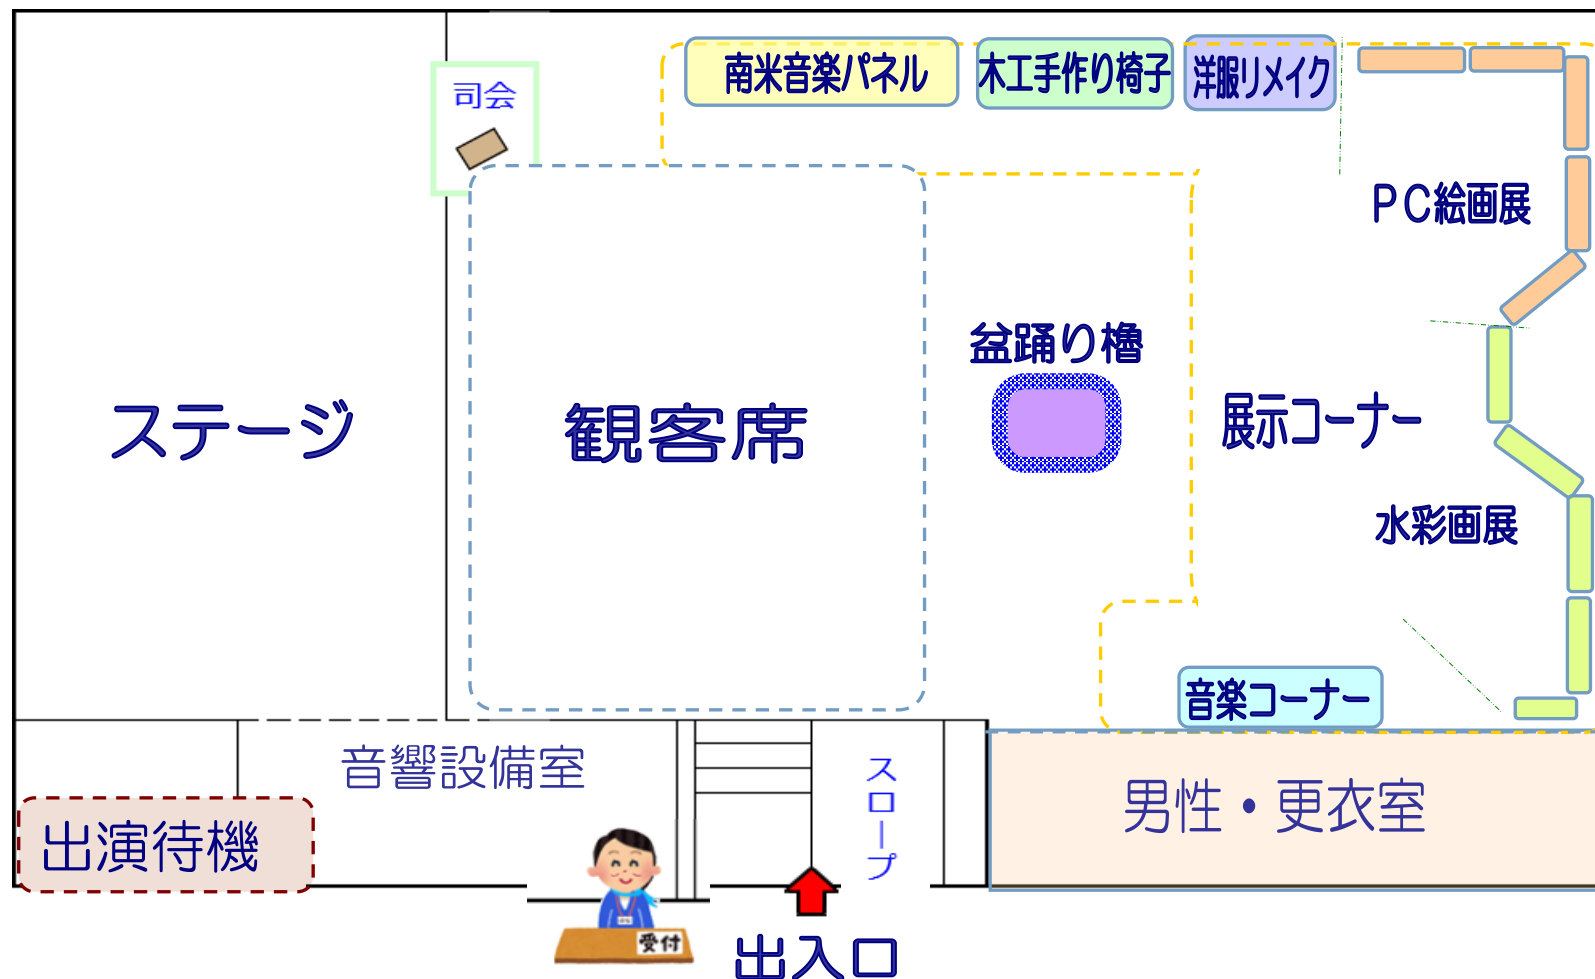 南米音楽パネル
木工手作り椅子
洋服リメイク
司会
PC絵画展
盆踊り櫓
ステージ
観客席
展示コーナー
水彩画展
音楽コーナー
音響設備室
スロープ
男性・更衣室
出演待機
受付
出入口